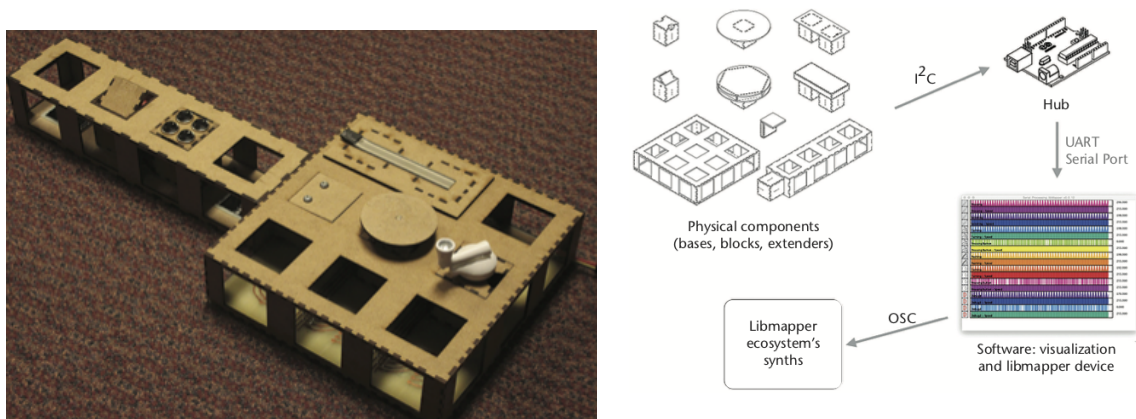 I²C
Hub
UART
Serial Port
Physical components
(bases, blocks, extenders)
Libmapper
ecosystem's
synths
OSC
Software: visualization
and libmapper device